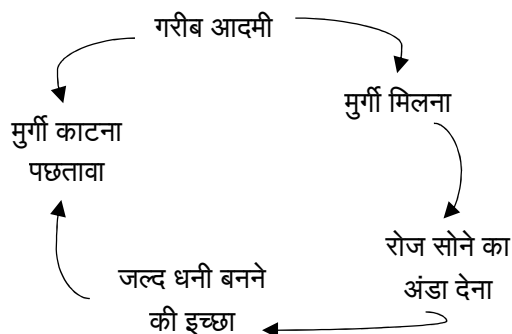 गरीब आदमी
मुर्गी मिलना
रोज सोने का
अंडा देना
जल्द धनी बनने
की इच्छा
मुर्गी काटना
पछतावा